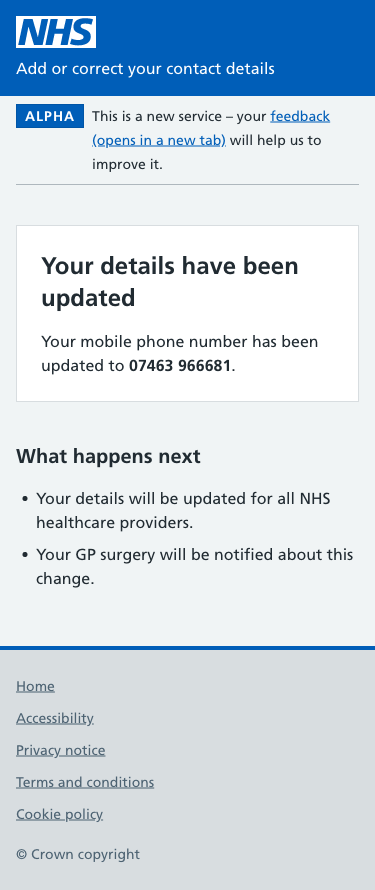 NHS
Add or correct your contact details
ALPHA This is a new service – your feedback
(opens in a new tab) will help us to
improve it.
Your details have been
updated
Your mobile phone number has been
updated to 07463 966681.
What happens next
• Your details will be updated for all NHS
healthcare providers.
• Your GP surgery will be notified about this
change.
Home
Accessibility
Privacy notice
Terms and conditions
Cookie policy
© Crown copyright